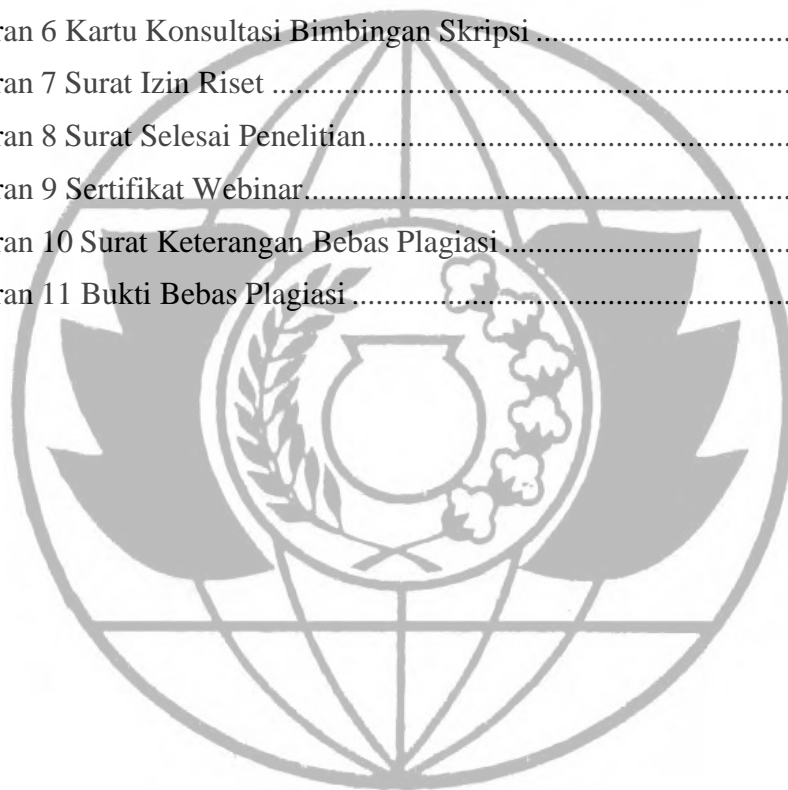 ran 6 Kartu Konsultasi Bimbingan Skripsi ..............................
ran 7 Surat Izin Riset ................................................................
ran 8 Surat Selesai Penelitian....................................................
ran 9 Sertifikat Webinar............................................................
ran 10 Surat Keterangan Bebas Plagiasi ...................................
ran 11 Bukti Bebas Plagiasi ......................................................